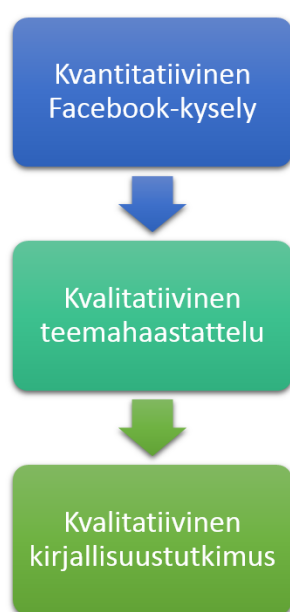 Kvantitatiivinen
Facebook-kysely
Kvalitatiivinen
teemahaastattelu
Kvalitatiivinen
kirjallisuustutkimus